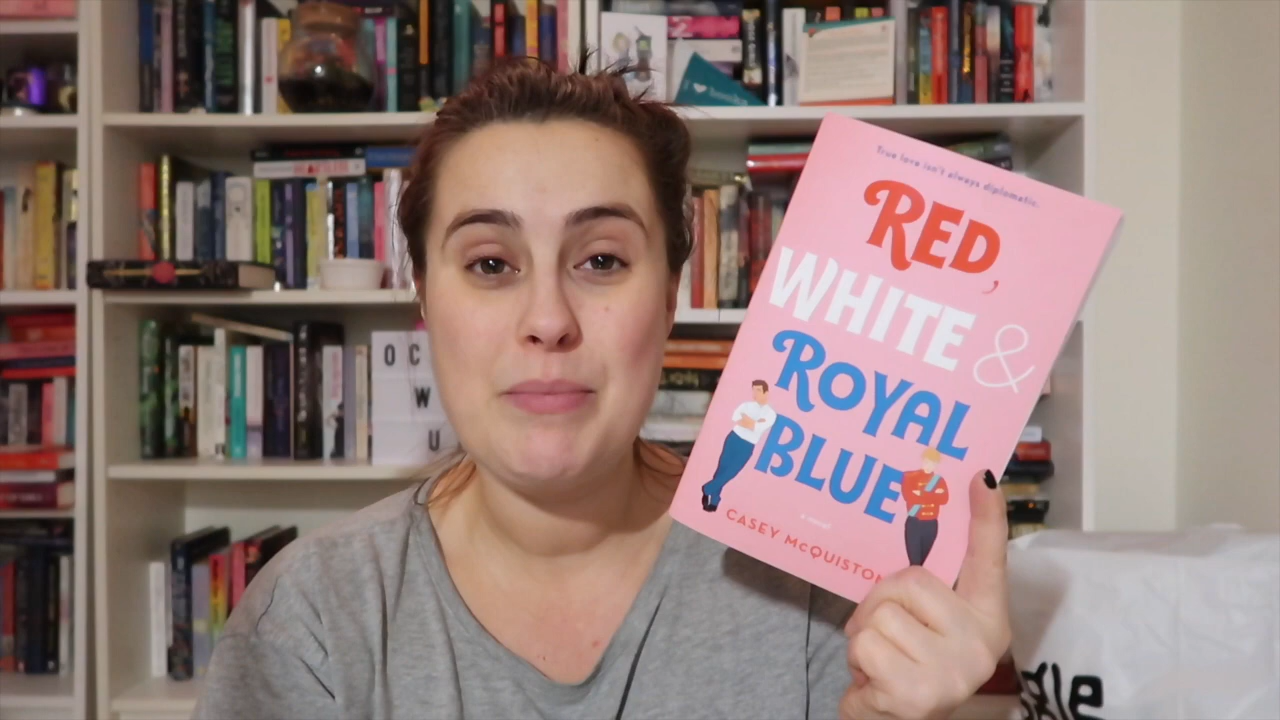 True love isn't always diplomatic.
RED,
WHITE &
ROYAL
BLUE
a novel
CASEY McQUISTON
O C
W
U